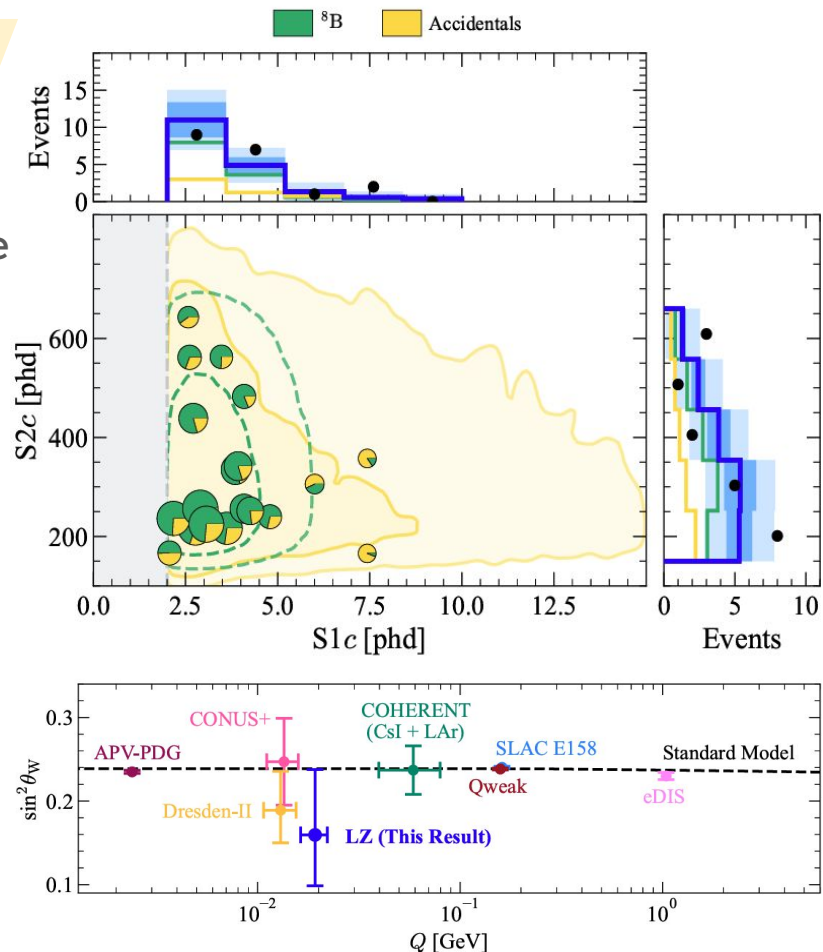 ⁸B Accidentals
Events
15
10
5
0
e
S2c [phd]
600
400
200
0.0 2.5 5.0 7.5 10.0 12.5
S1c [phd]
0 5 10
Events
sin²θ_W
0.3
0.2
0.1
CONUS+
COHERENT
(CsI + LAr)
APV-PDG
SLAC E158
Standard Model
Qweak
eDIS
Dresden-II
LZ (This Result)
10⁻² 10⁻¹ 10⁰
Q [GeV]